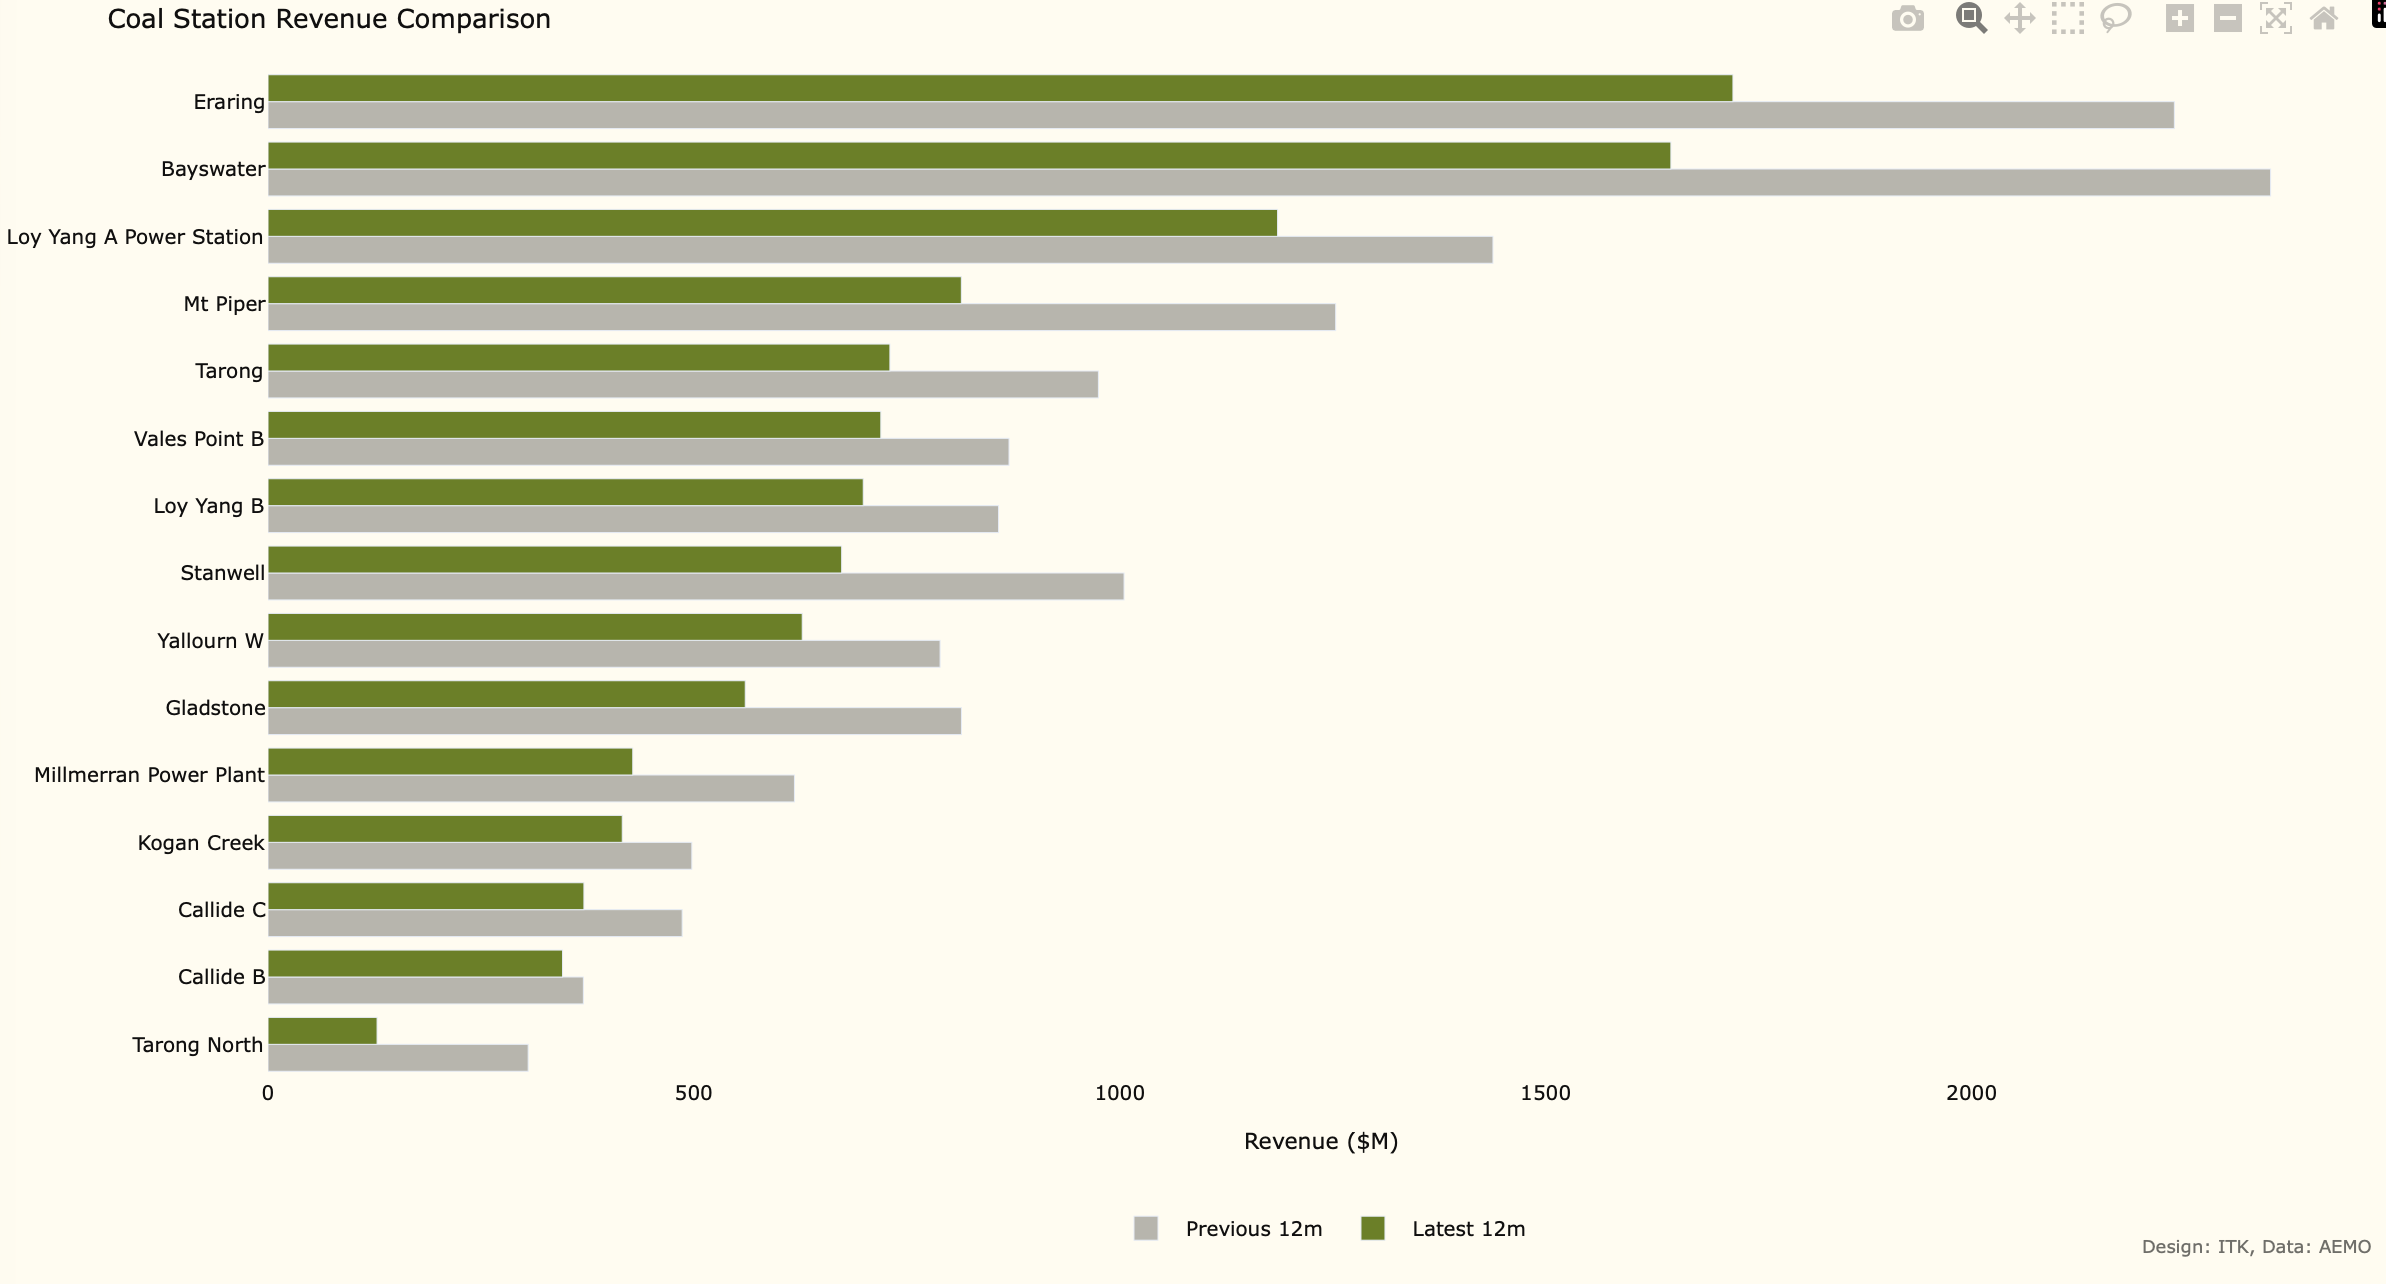 Coal Station Revenue Comparison
Eraring
Bayswater
Loy Yang A Power Station
Mt Piper
Tarong
Vales Point B
Loy Yang B
Stanwell
Yallourn W
Gladstone
Millmerran Power Plant
Kogan Creek
Callide C
Callide B
Tarong North
0 500 1000 1500 2000
Revenue ($M)
Previous 12m Latest 12m
Design: ITK, Data: AEMO